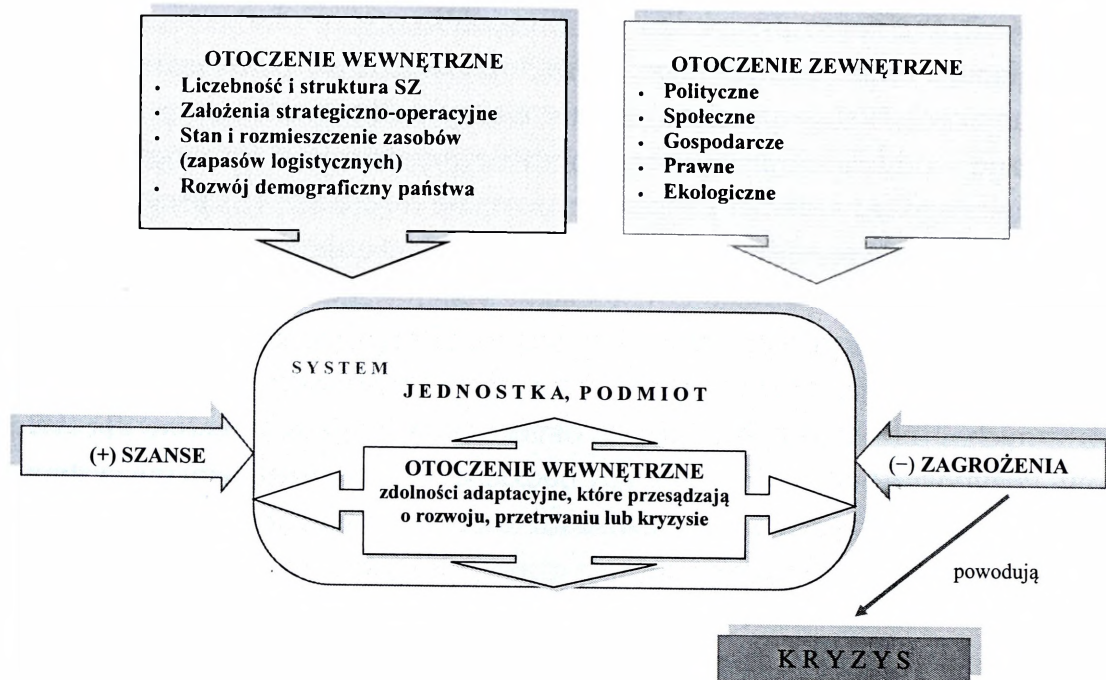 OTOCZENIE WEWNĘTRZNE
• Liczebność i struktura SZ
• Założenia strategiczno-operacyjne
• Stan i rozmieszczenie zasobów
(zapasów logistycznych)
• Rozwój demograficzny państwa
OTOCZENIE ZEWNĘTRZNE
• Polityczne
• Społeczne
• Gospodarcze
• Prawne
• Ekologiczne
SYSTEM
JEDNOSTKA, PODMIOT
(+) SZANSE
OTOCZENIE WEWNĘTRZNE
zdolności adaptacyjne, które przesądzają
o rozwoju, przetrwaniu lub kryzysie
(−) ZAGROŻENIA
powodują
KRYZYS